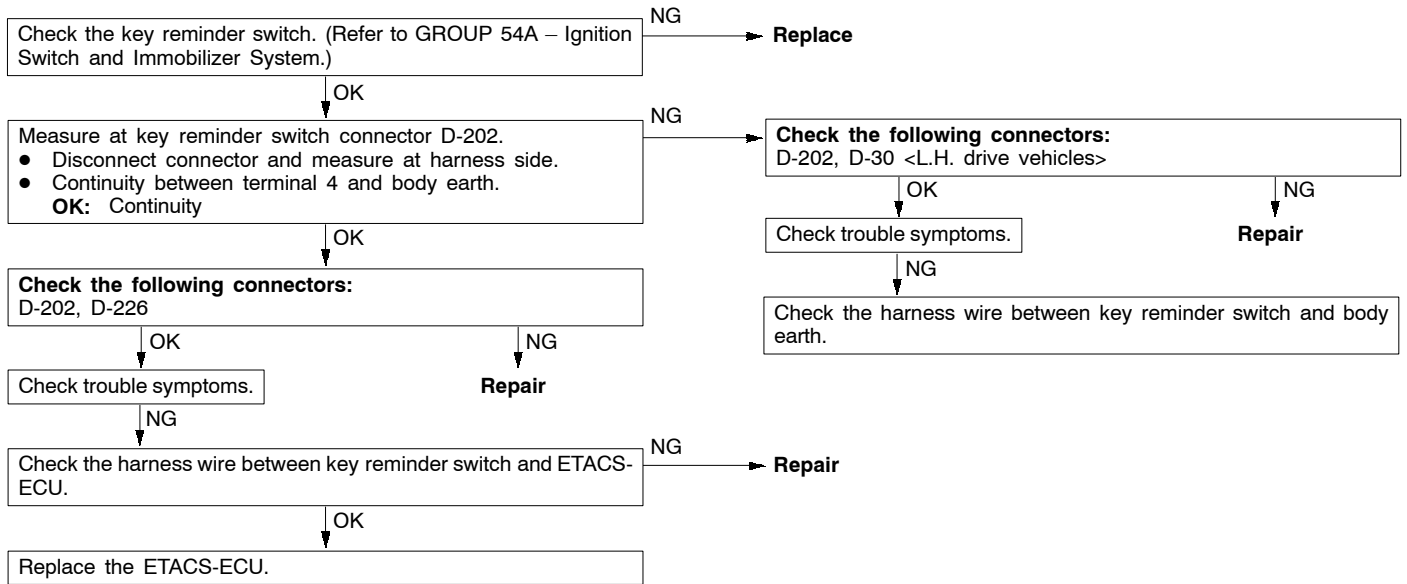 Check the key reminder switch. (Refer to GROUP 54A – Ignition
Switch and Immobilizer System.)
NG
Replace
OK
Measure at key reminder switch connector D-202.
● Disconnect connector and measure at harness side.
● Continuity between terminal 4 and body earth.
OK: Continuity
NG
Check the following connectors:
D-202, D-30 <L.H. drive vehicles>
OK
NG
Check trouble symptoms.
Repair
NG
Check the harness wire between key reminder switch and body
earth.
OK
Check the following connectors:
D-202, D-226
OK
NG
Check trouble symptoms.
Repair
NG
Check the harness wire between key reminder switch and ETACS-
ECU.
NG
Repair
OK
Replace the ETACS-ECU.